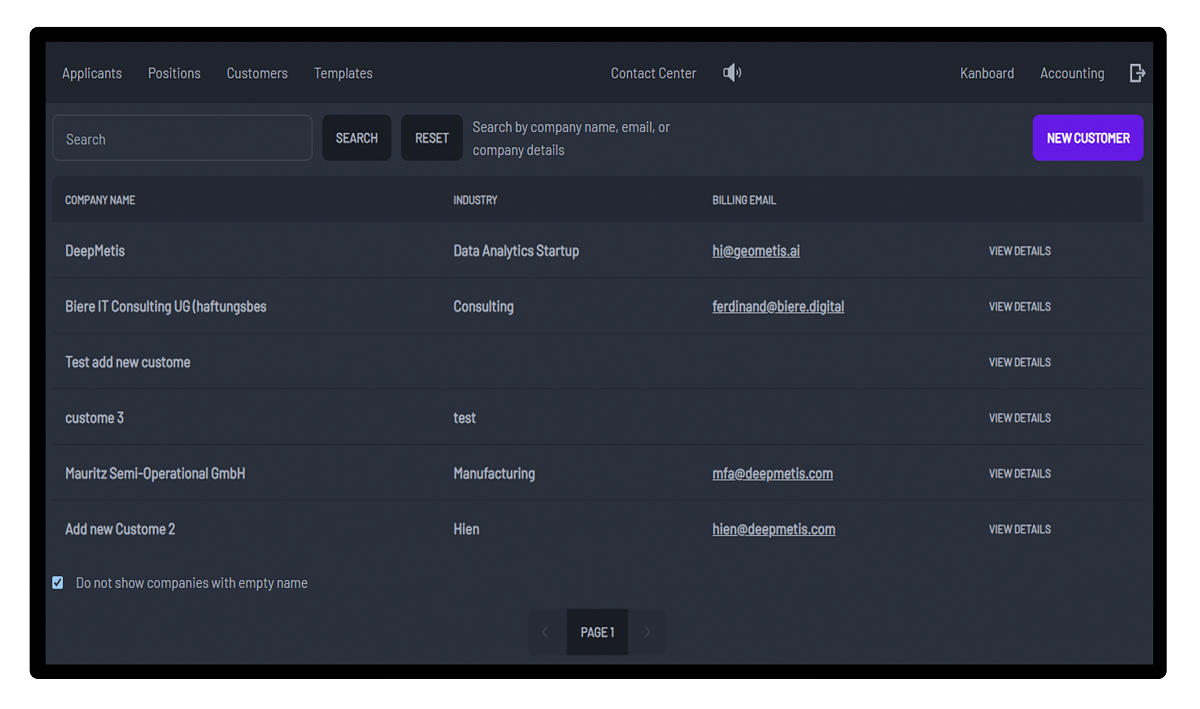 Applicants Positions Customers Templates Contact Center Kanboard Accounting
Search SEARCH RESET Search by company name, email, or
company details NEW CUSTOMER
COMPANY NAME INDUSTRY BILLING EMAIL
DeepMetis Data Analytics Startup hi@geometis.ai VIEW DETAILS
Biere IT Consulting UG (haftungsbes Consulting ferdinand@biere.digital VIEW DETAILS
Test add new custome VIEW DETAILS
custome 3 test VIEW DETAILS
Mauritz Semi-Operational GmbH Manufacturing mfa@deepmetis.com VIEW DETAILS
Add new Custome 2 Hien hien@deepmetis.com VIEW DETAILS
Do not show companies with empty name
PAGE 1